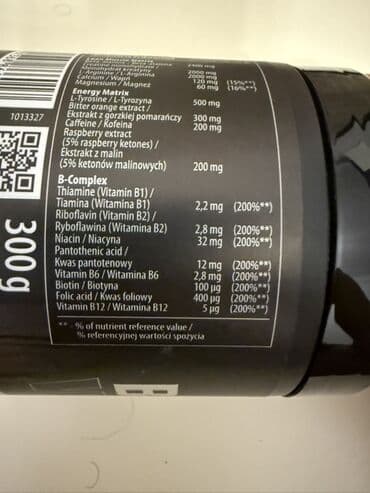 2000 mg
L-Arginine / L-Arginina 2000 mg
Calcium / Wapń 120 mg (15%**)
Magnesium / Magnez 60 mg (16%**)
Energy Matrix
L-Tyrosine / L-Tyrozyna 500 mg
Bitter orange extract /
Ekstrakt z gorzkiej pomarańczy 300 mg
Caffeine / Kofeina 200 mg
Raspberry extract
(5% raspberry ketones) /
Ekstrakt z malin
(5% ketonów malinowych) 200 mg
B-Complex
Thiamine (Vitamin B1) /
Tiamina (Witamina B1) 2,2 mg (200%**)
Riboflavin (Vitamin B2) /
Ryboflawina (Witamina B2) 2,8 mg (200%**)
Niacin / Niacyna 32 mg (200%**)
Pantothenic acid /
Kwas pantotenowy 12 mg (200%**)
Vitamin B6 / Witamina B6 2,8 mg (200%**)
Biotin / Biotyna 100 µg (200%**)
Folic acid / Kwas foliowy 400 µg (200%**)
Vitamin B12 / Witamina B12 5 µg (200%**)
** - % of nutrient reference value /
% referencyjnej wartości spożycia
1013327
300 g